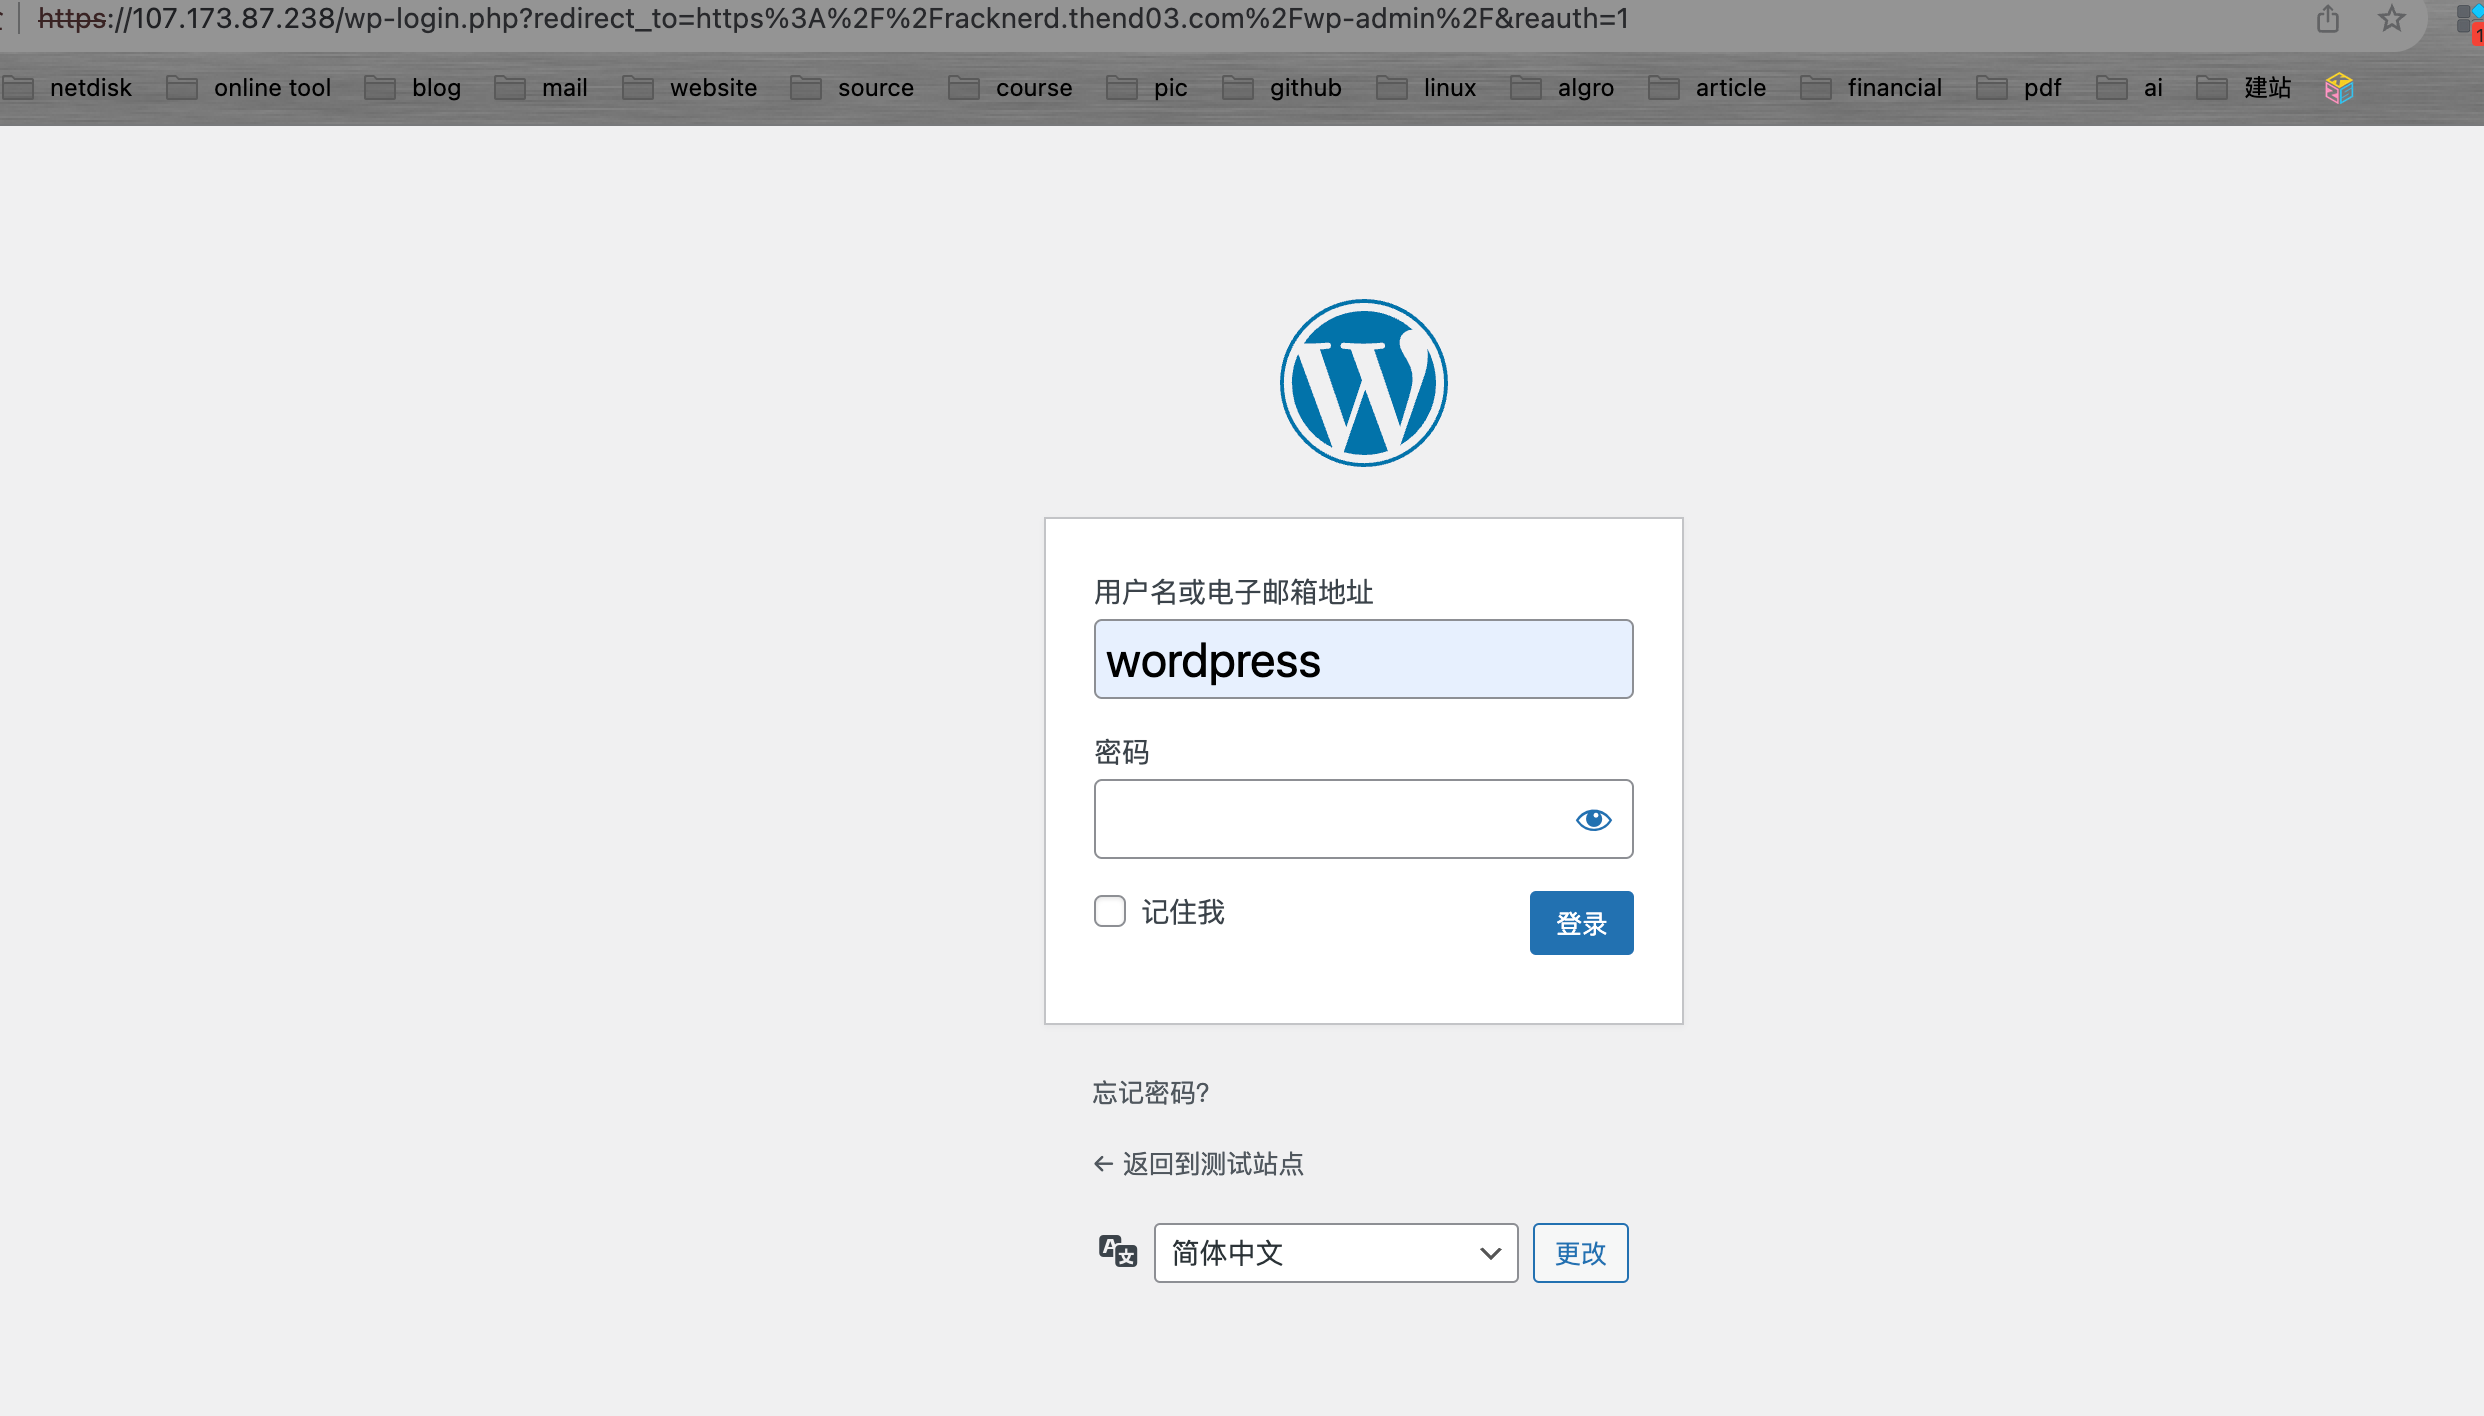 https://107.173.87.238/wp-login.php?redirect_to=https%3A%2F%2Fracknerd.thend03.com%2Fwp-admin%2F&reauth=1
netdisk online tool blog mail website source course pic github linux algro article financial pdf ai 建站
用户名或电子邮箱地址
wordpress
密码
记住我 登录
忘记密码?
← 返回到测试站点
简体中文 更改